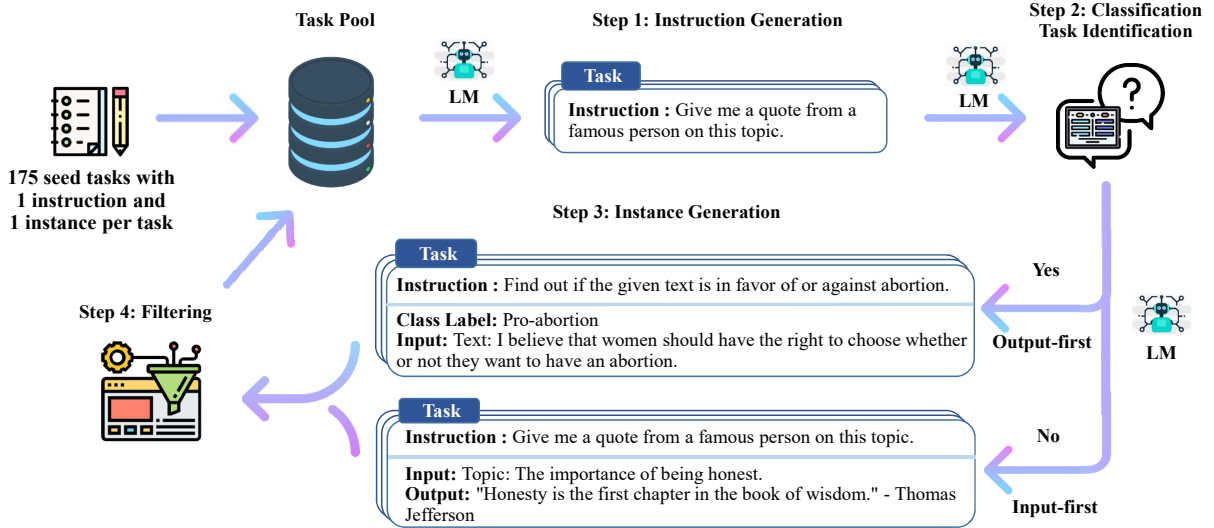 Task Pool
Step 1: Instruction Generation
Step 2: Classification
Task Identification
LM
LM
Task
Instruction : Give me a quote from a
famous person on this topic.
?
175 seed tasks with
1 instruction and
1 instance per task
Step 3: Instance Generation
Task
Instruction : Find out if the given text is in favor of or against abortion.
Class Label: Pro-abortion
Input: Text: I believe that women should have the right to choose whether
or not they want to have an abortion.
Yes
Output-first
LM
Step 4: Filtering
Task
Instruction : Give me a quote from a famous person on this topic.
Input: Topic: The importance of being honest.
Output: "Honesty is the first chapter in the book of wisdom." - Thomas
Jefferson
No
Input-first